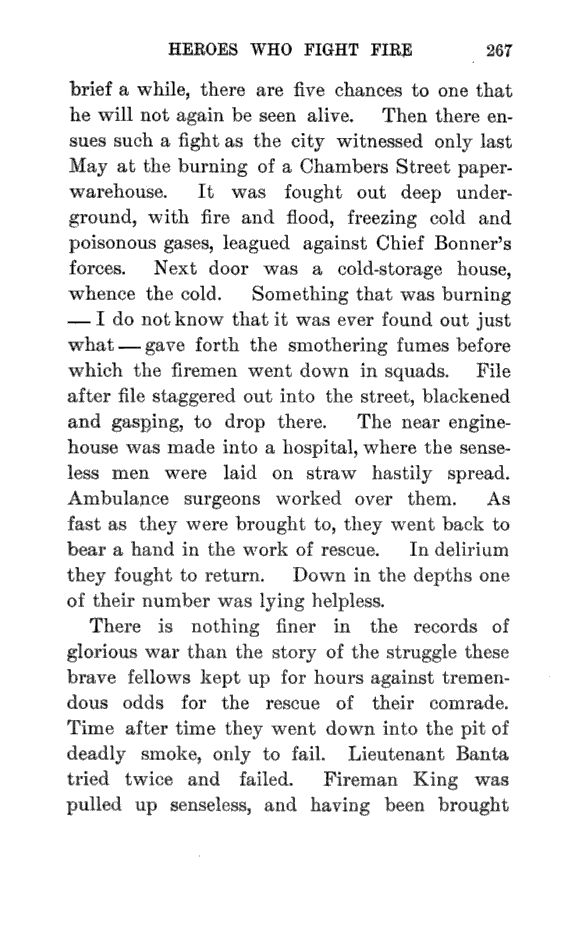 HEROES WHO FIGHT FIRE 267
brief a while, there are five chances to one that
he will not again be seen alive. Then there en-
sues such a fight as the city witnessed only last
May at the burning of a Chambers Street paper-
warehouse. It was fought out deep under-
ground, with fire and flood, freezing cold and
poisonous gases, leagued against Chief Bonner's
forces. Next door was a cold-storage house,
whence the cold. Something that was burning
— I do not know that it was ever found out just
what — gave forth the smothering fumes before
which the firemen went down in squads. File
after file staggered out into the street, blackened
and gasping, to drop there. The near engine-
house was made into a hospital, where the sense-
less men were laid on straw hastily spread.
Ambulance surgeons worked over them. As
fast as they were brought to, they went back to
bear a hand in the work of rescue. In delirium
they fought to return. Down in the depths one
of their number was lying helpless.
There is nothing finer in the records of
glorious war than the story of the struggle these
brave fellows kept up for hours against tremen-
dous odds for the rescue of their comrade.
Time after time they went down into the pit of
deadly smoke, only to fail. Lieutenant Banta
tried twice and failed. Fireman King was
pulled up senseless, and having been brought